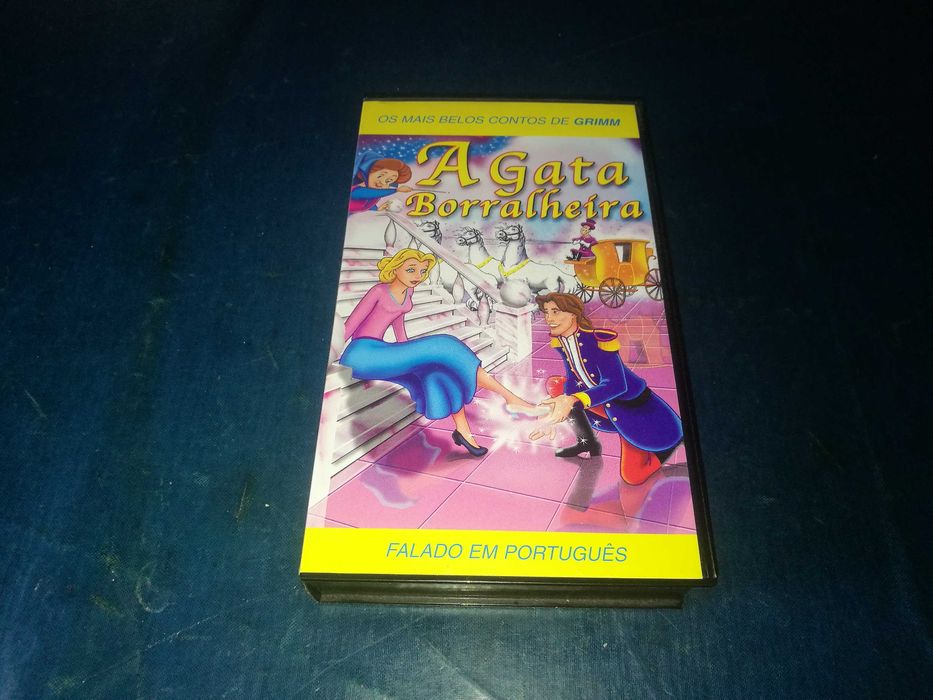 OS MAIS BELOS CONTOS DE GRIMM
A Gata
Borralheira
FALADO EM PORTUGUÊS